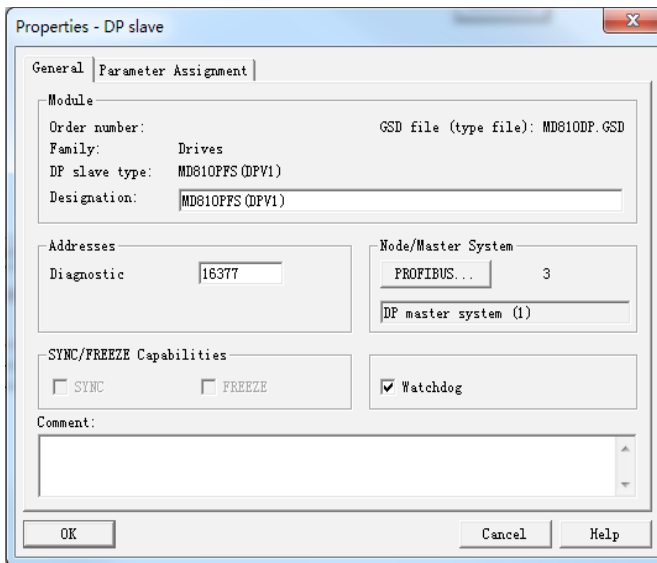 Properties - DP slave
General Parameter Assignment
Module
Order number: GSD file (type file): MD810DP.GSD
Family: Drives
DP slave type: MD810PFS(DPV1)
Designation: MD810PFS(DPV1)
Addresses
Diagnostic 16377
Node/Master System
PROFIBUS... 3
DP master system (1)
SYNC/FREEZE Capabilities
SYNC FREEZE
Watchdog
Comment:
OK Cancel Help